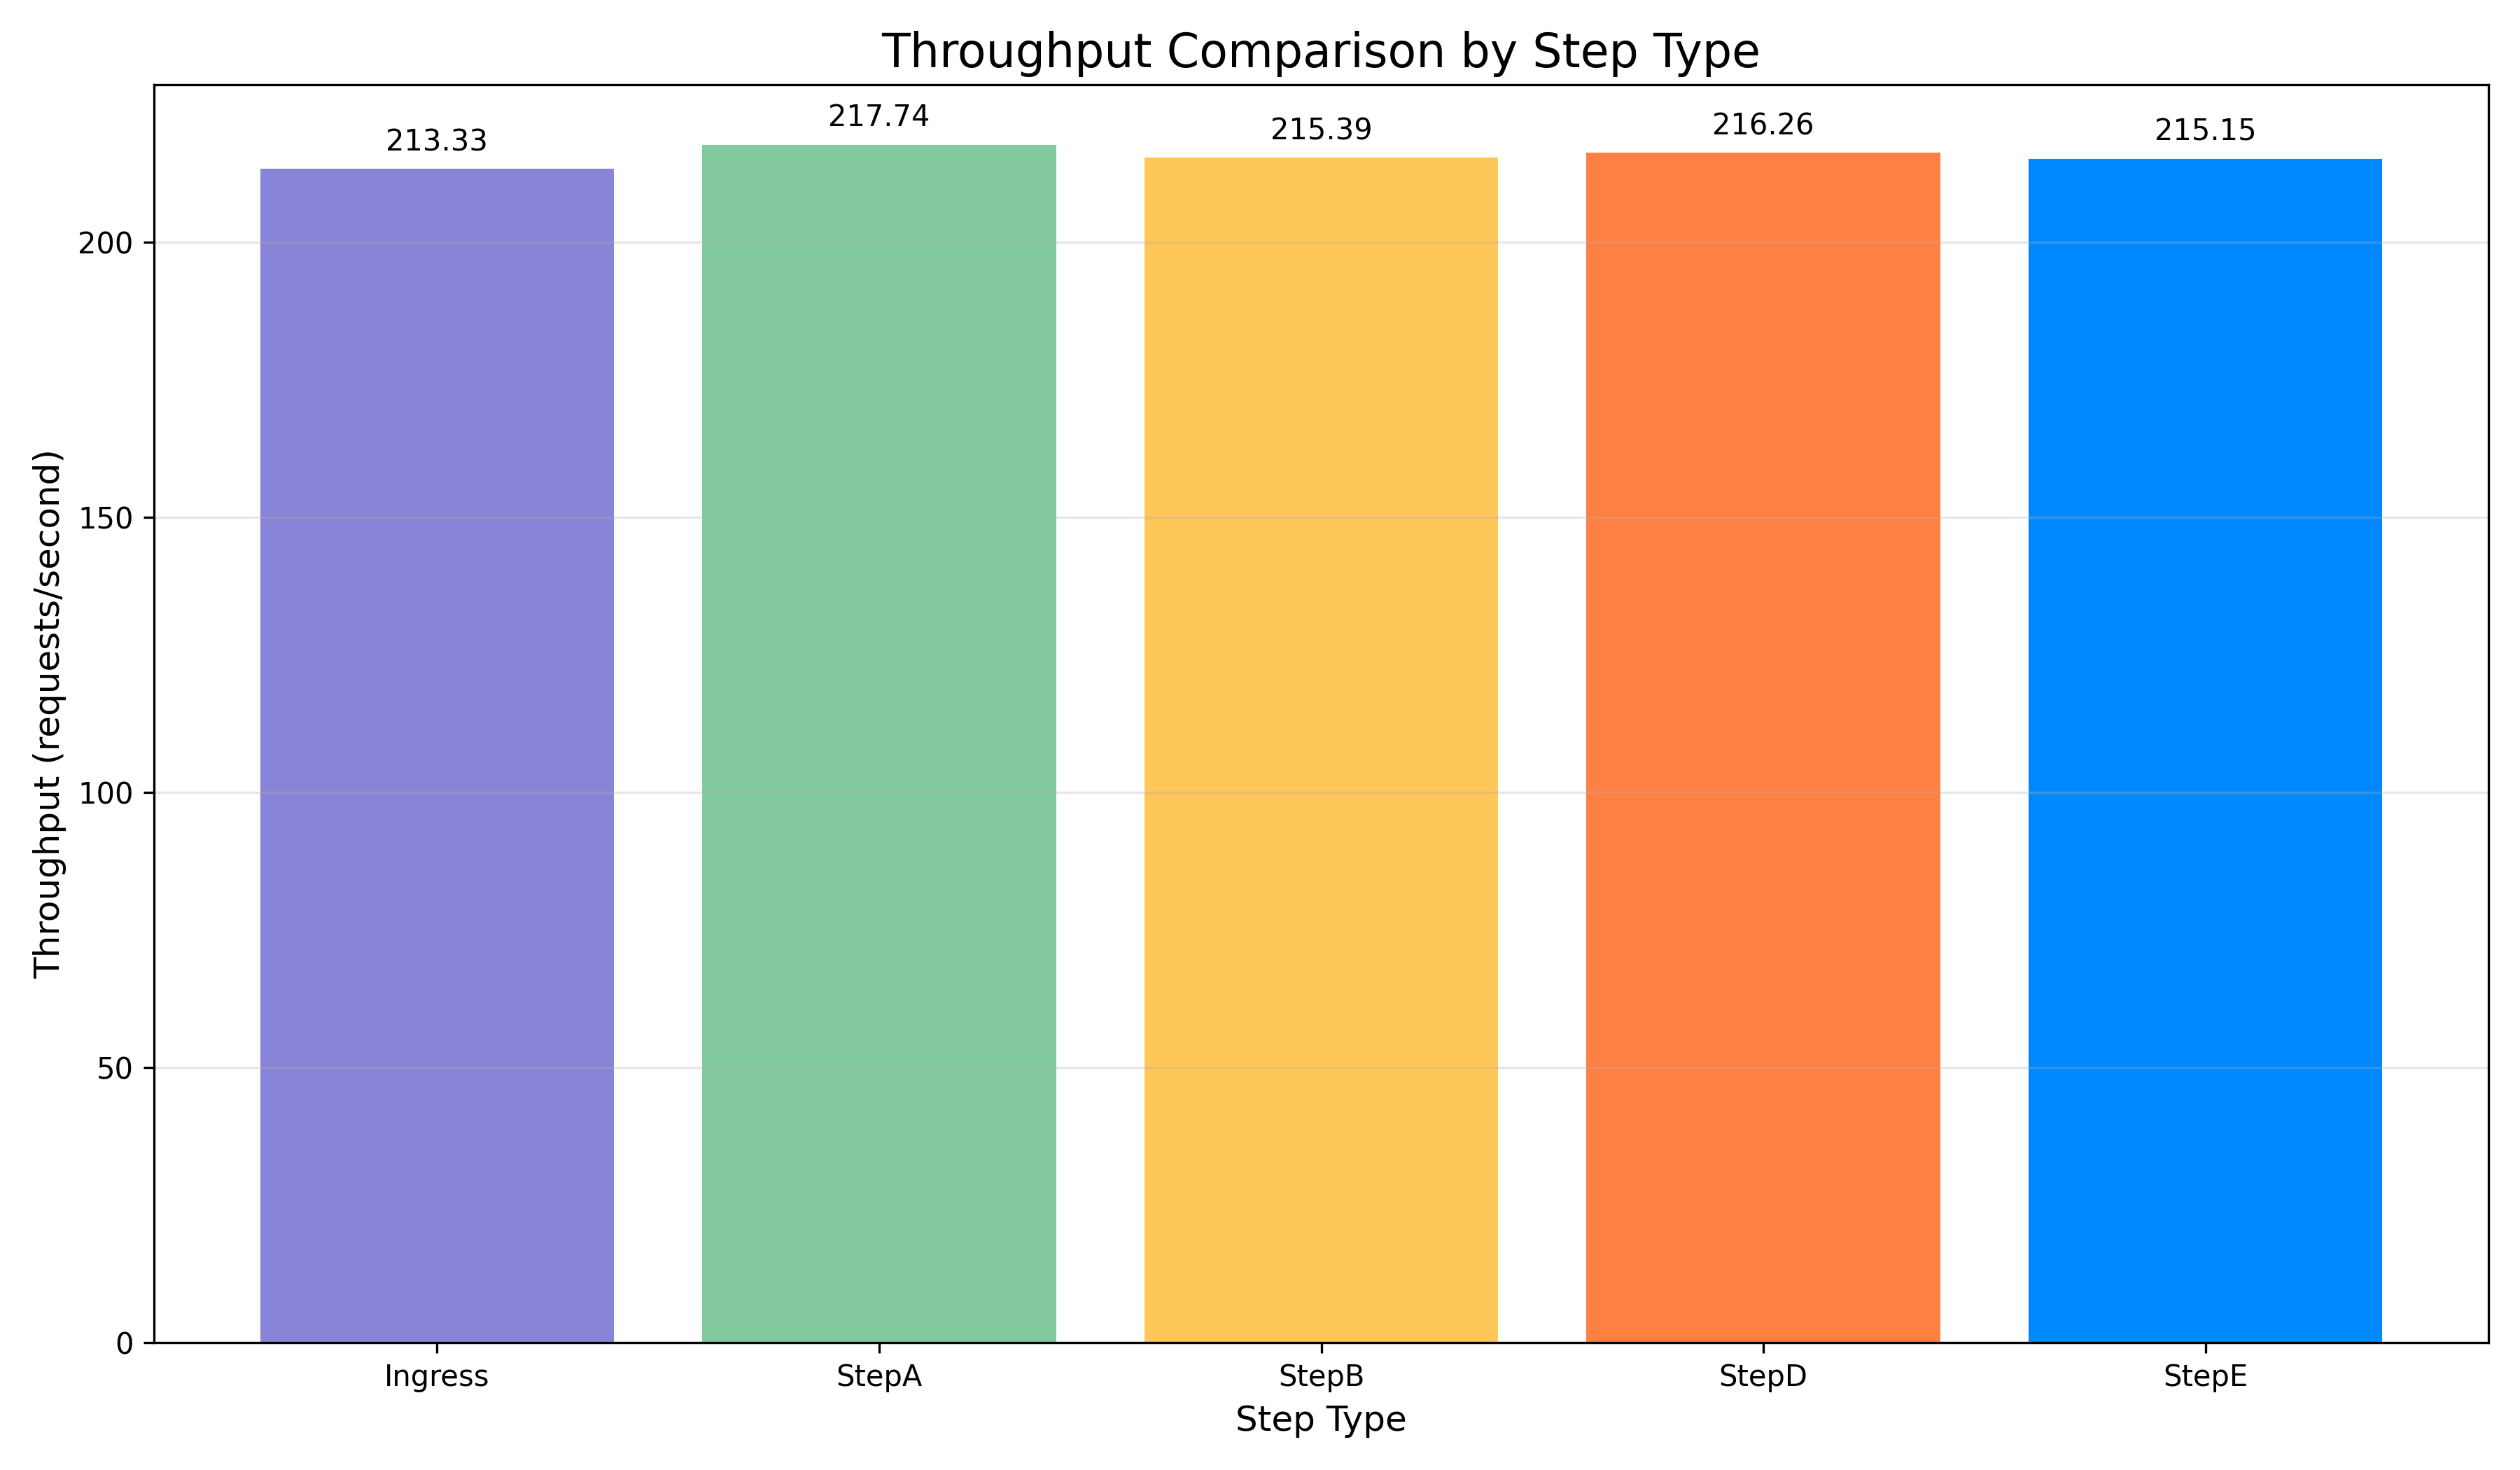 Throughput Comparison by Step Type
213.33
217.74
215.39
216.26
215.15
Throughput (requests/second)
200
150
100
50
0
Ingress
StepA
StepB
StepD
StepE
Step Type